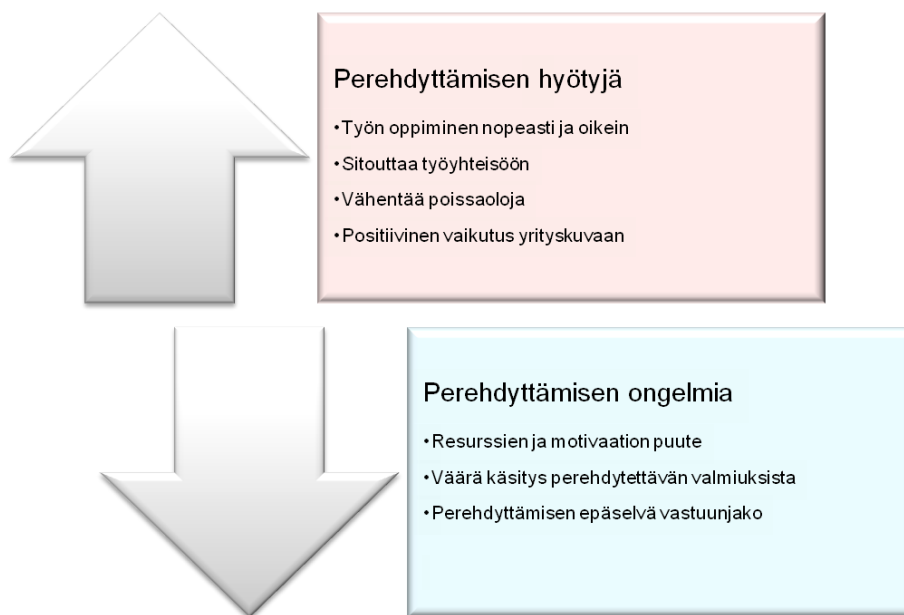 Perehdyttämisen hyötyjä
•Työn oppiminen nopeasti ja oikein
•Sitouttaa työyhteisöön
•Vähentää poissaoloja
•Positiivinen vaikutus yrityskuvaan
Perehdyttämisen ongelmia
•Resurssien ja motivaation puute
•Väärä käsitys perehdytettävän valmiuksista
•Perehdyttämisen epäselvä vastuunjako